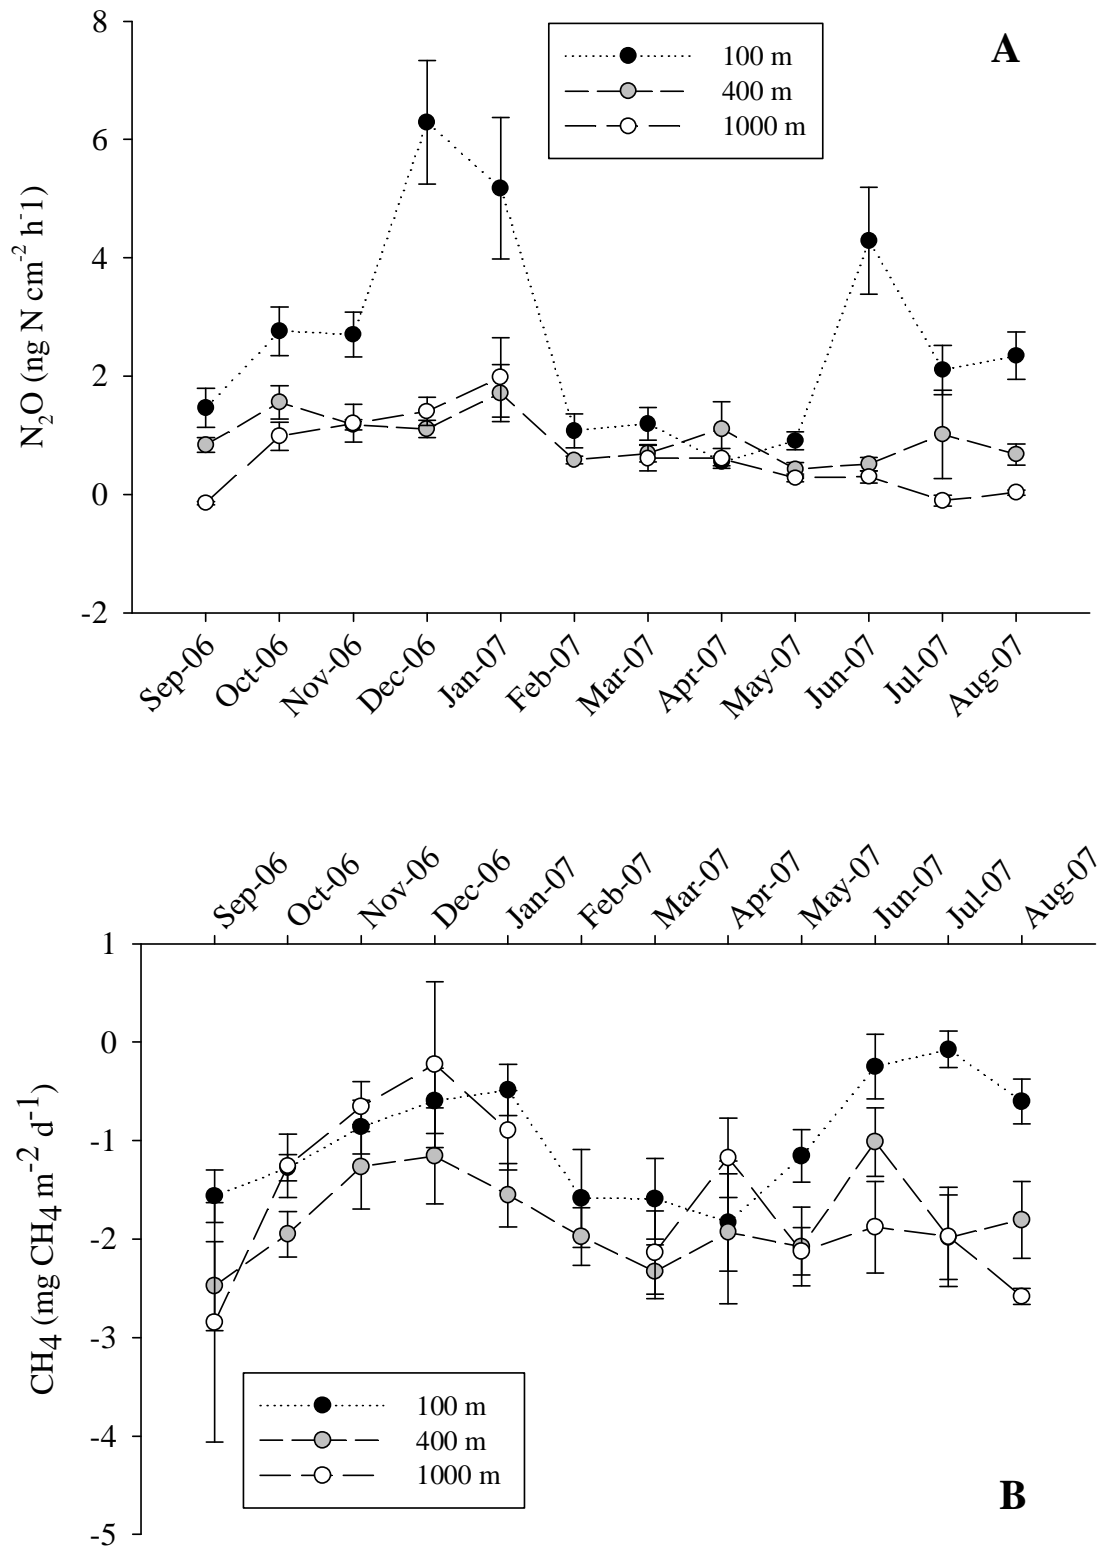 A
8
6
4
2
0
-2
N₂O (ng N cm⁻² h⁻1)
100 m
400 m
1000 m
Sep-06
Oct-06
Nov-06
Dec-06
Jan-07
Feb-07
Mar-07
Apr-07
May-07
Jun-07
Jul-07
Aug-07
Sep-06
Oct-06
Nov-06
Dec-06
Jan-07
Feb-07
Mar-07
Apr-07
May-07
Jun-07
Jul-07
Aug-07
1
0
-1
-2
-3
-4
-5
CH₄ (mg CH₄ m⁻² d⁻¹)
100 m
400 m
1000 m
B